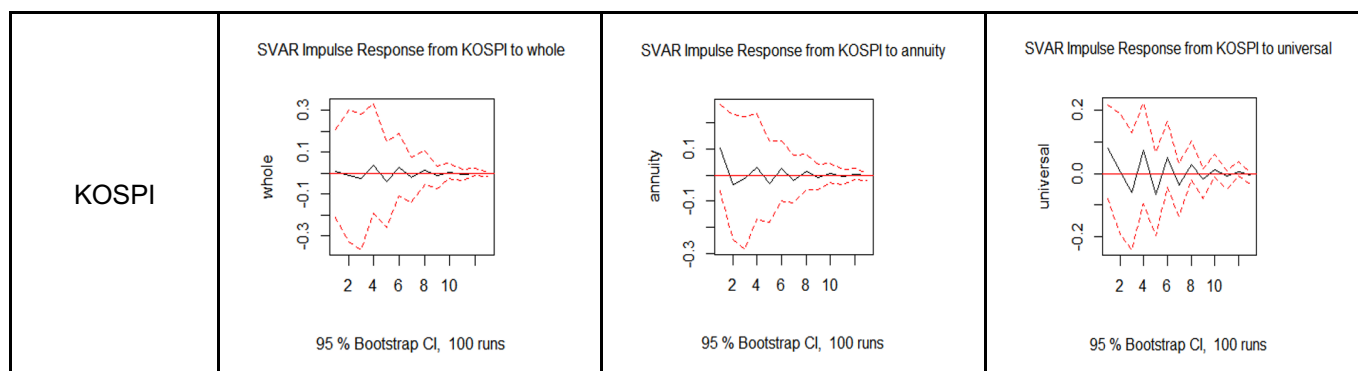 KOSPI
SVAR Impulse Response from KOSPI to whole
whole
0.3
0.1
-0.1
-0.3
2 4 6 8 10
95 % Bootstrap CI, 100 runs
SVAR Impulse Response from KOSPI to annuity
annuity
0.1
-0.1
-0.3
2 4 6 8 10
95 % Bootstrap CI, 100 runs
SVAR Impulse Response from KOSPI to universal
universal
0.2
0.0
-0.2
2 4 6 8 10
95 % Bootstrap CI, 100 runs